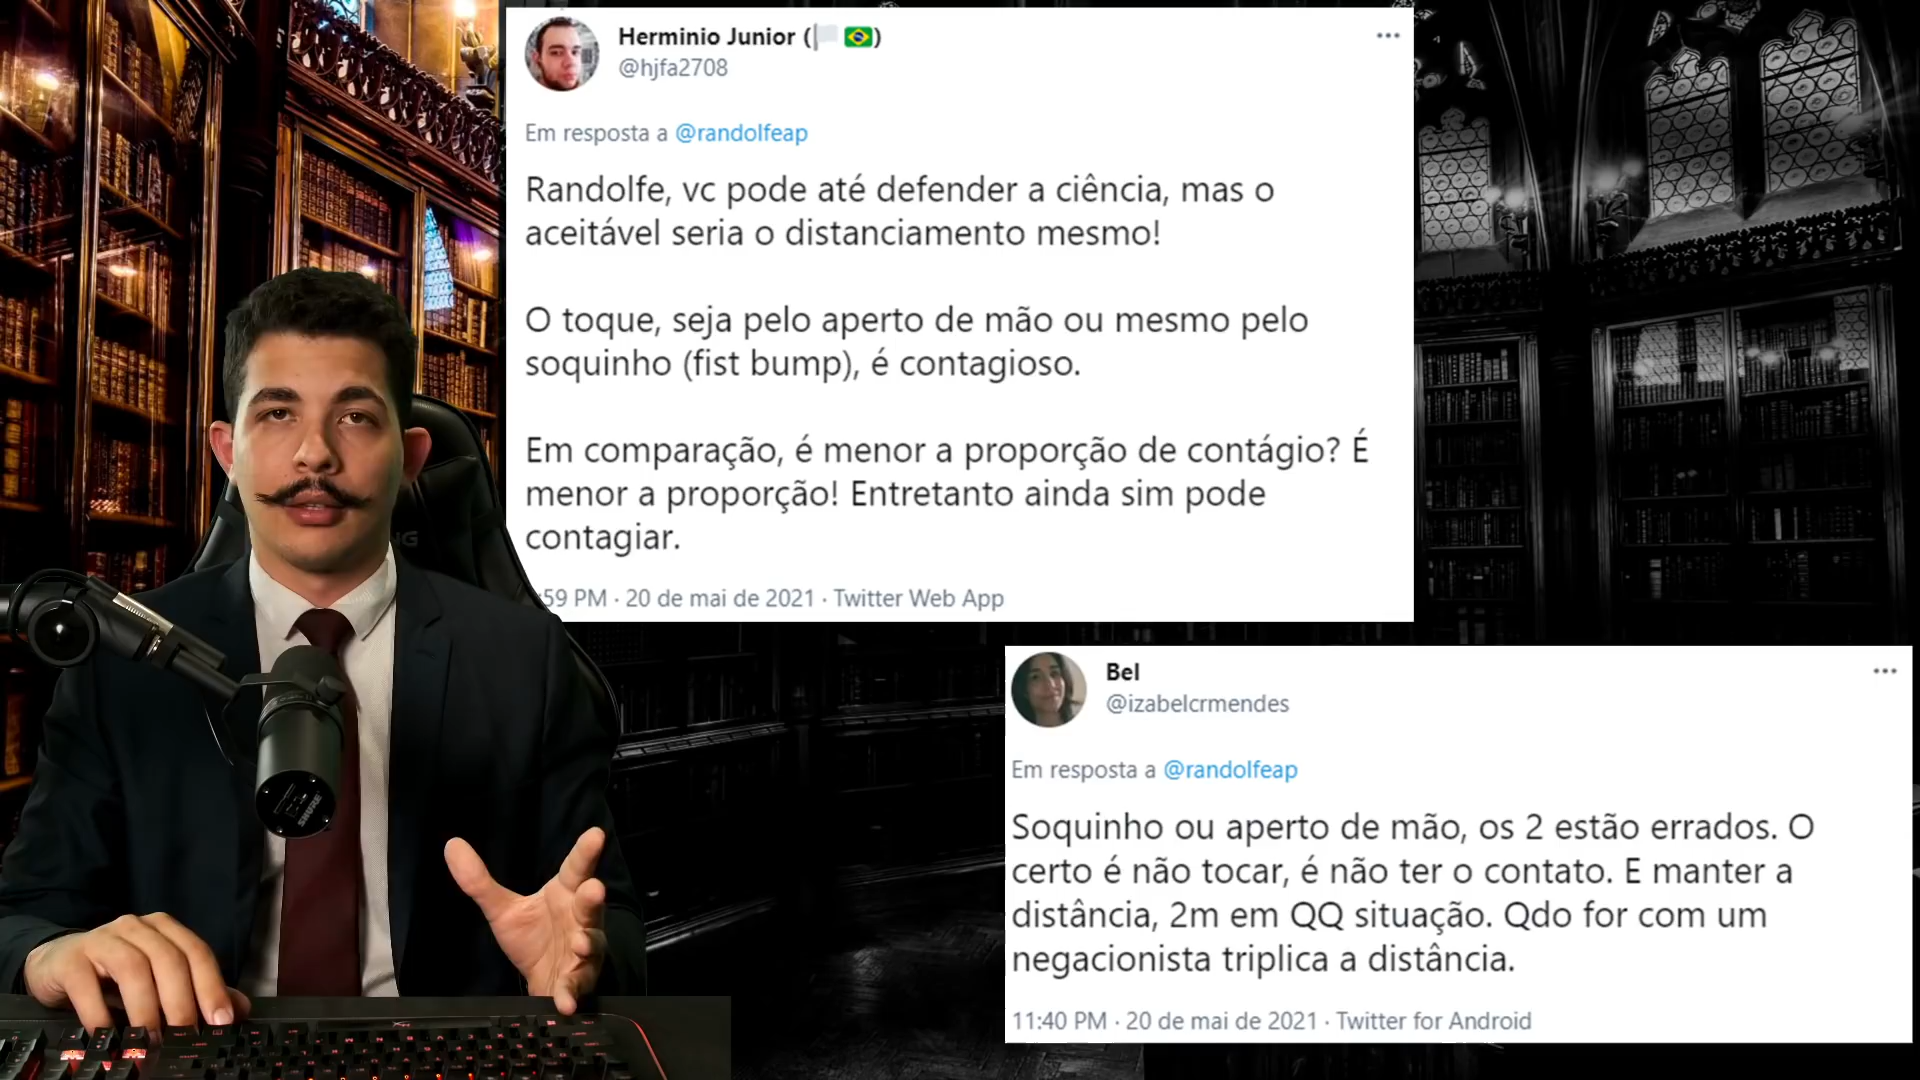 Herminio Junior (🏳️ 🇧🇷)
@hjfa2708
Em resposta a @randolfeap
Randolfe, vc pode até defender a ciência, mas o
aceitável seria o distanciamento mesmo!
O toque, seja pelo aperto de mão ou mesmo pelo
soquinho (fist bump), é contagioso.
Em comparação, é menor a proporção de contágio? É
menor a proporção! Entretanto ainda sim pode
contagiar.
:59 PM · 20 de mai de 2021 · Twitter Web App
Bel
@izabelcrmendes
Em resposta a @randolfeap
Soquinho ou aperto de mão, os 2 estão errados. O
certo é não tocar, é não ter o contato. E manter a
distância, 2m em QQ situação. Qdo for com um
negacionista triplica a distância.
11:40 PM · 20 de mai de 2021 · Twitter for Android
SHURE